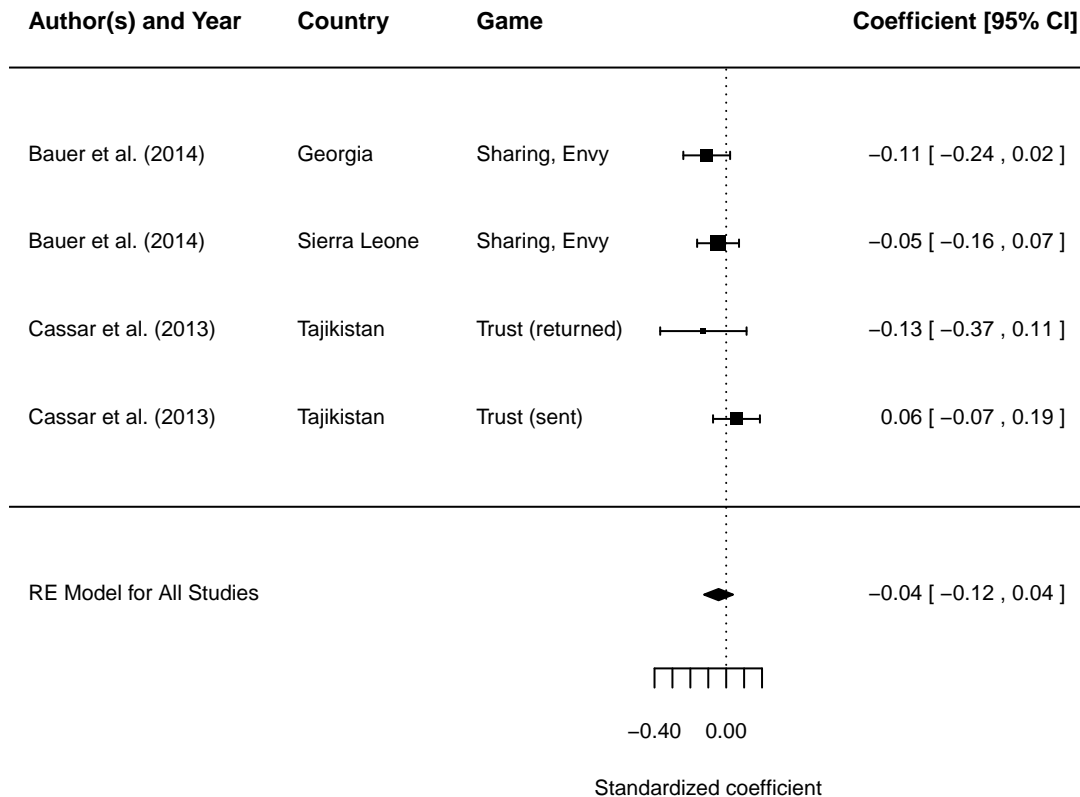 Author(s) and Year Country Game Coefficient [95% CI]
Bauer et al. (2014) Georgia Sharing, Envy −0.11 [ −0.24 , 0.02 ]
Bauer et al. (2014) Sierra Leone Sharing, Envy −0.05 [ −0.16 , 0.07 ]
Cassar et al. (2013) Tajikistan Trust (returned) −0.13 [ −0.37 , 0.11 ]
Cassar et al. (2013) Tajikistan Trust (sent) 0.06 [ −0.07 , 0.19 ]
RE Model for All Studies −0.04 [ −0.12 , 0.04 ]
−0.40 0.00
Standardized coefficient